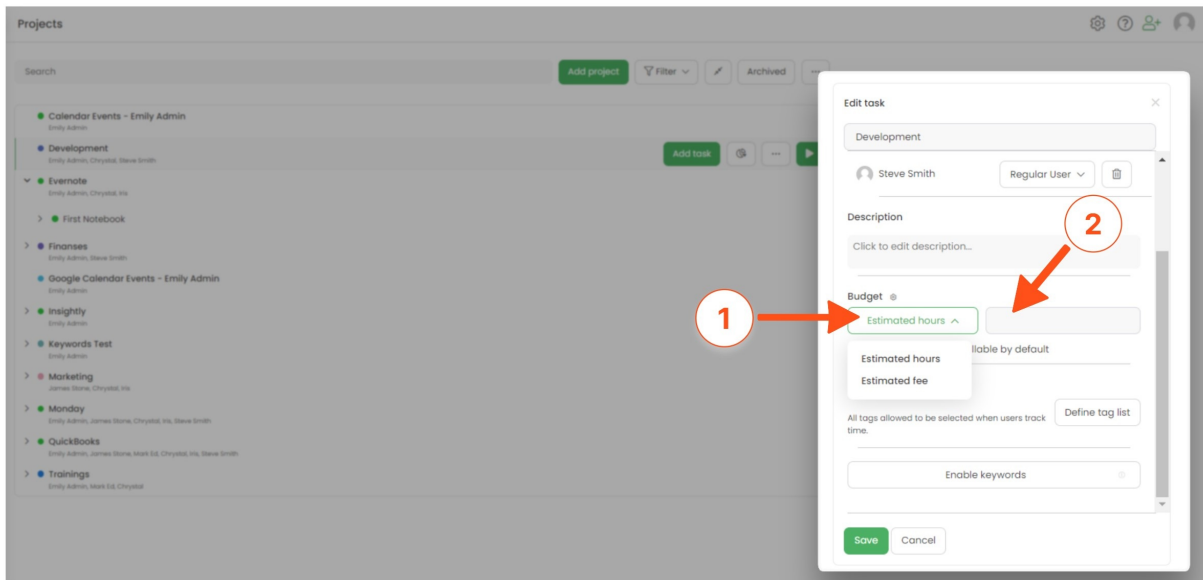 Projects
Search
Add project
Filter
Archived
Calendar Events - Emily Admin
Emily Admin
Development
Emily Admin, Chrystal, Steve Smith
Add task
Evernote
Emily Admin, Chrystal, Iris
First Notebook
Finanses
Emily Admin, Steve Smith
Google Calendar Events - Emily Admin
Emily Admin
Insightly
Emily Admin
Keywords Test
Emily Admin
Marketing
James Stone, Chrystal, Iris
Monday
Emily Admin, James Stone, Chrystal, Iris, Steve Smith
QuickBooks
Emily Admin, James Stone, Mark Ed, Chrystal, Iris, Steve Smith
Trainings
Emily Admin, Mark Ed, Chrystal
Edit task
Development
Steve Smith
Regular User
Description
Click to edit description...
2
Budget
1
Estimated hours
by default
Estimated hours
Estimated fee
All tags allowed to be selected when users track
time.
Define tag list
Enable keywords
Save
Cancel